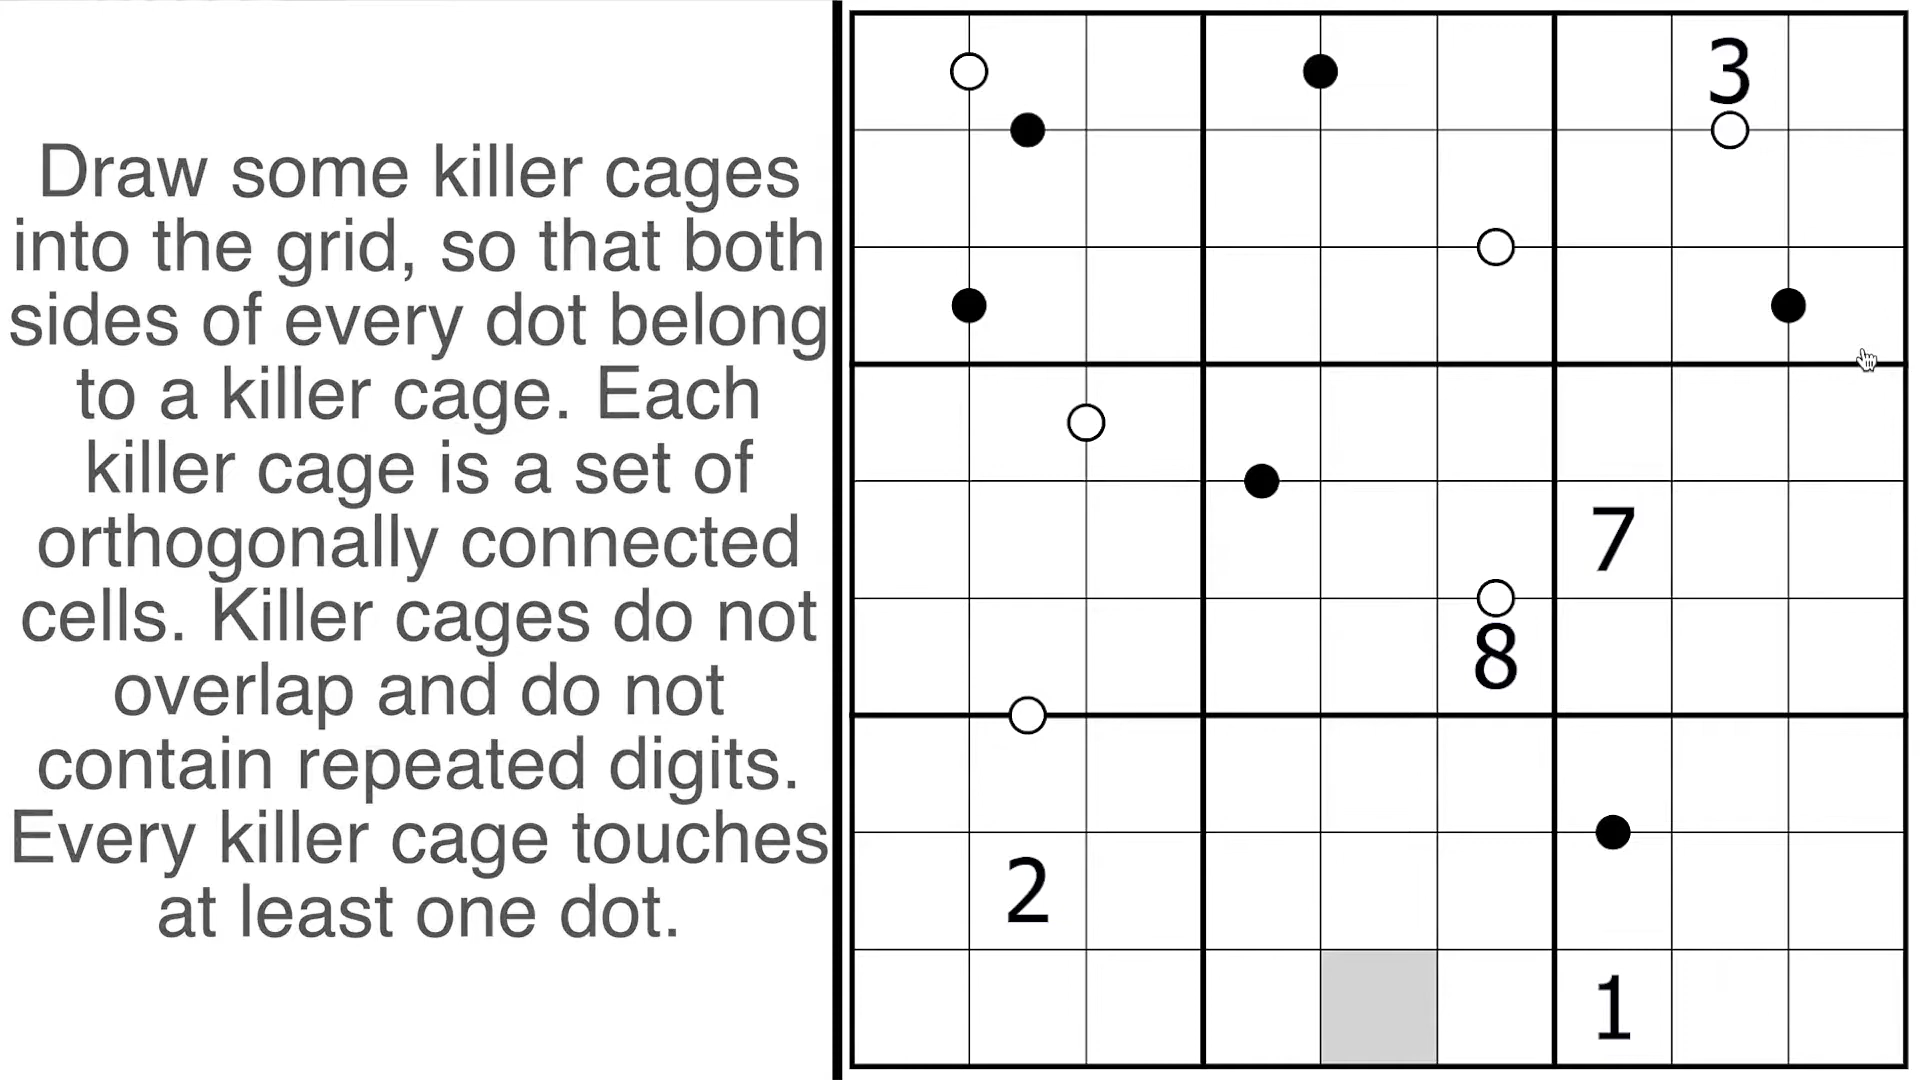 Draw some killer cages
into the grid, so that both
sides of every dot belong
to a killer cage. Each
killer cage is a set of
orthogonally connected
cells. Killer cages do not
overlap and do not
contain repeated digits.
Every killer cage touches
at least one dot.
3
7
8
2
1